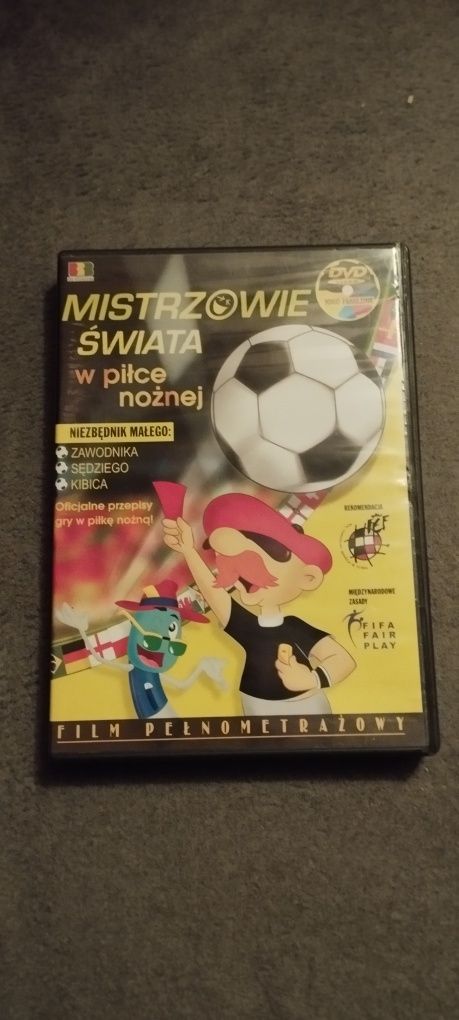 DVD
MISTRZOWIE
ŚWIATA
w piłce
nożnej
NIEZBĘDNIK MAŁEGO:
ZAWODNIKA
SĘDZIEGO
KIBICA
Oficjalne przepisy
gry w piłkę nożną!
REKOMENDACJA
MIĘDZYNARODOWE
ZASADY
FIFA
FAIR
PLAY
FILM PEŁNOMETRAŻOWY